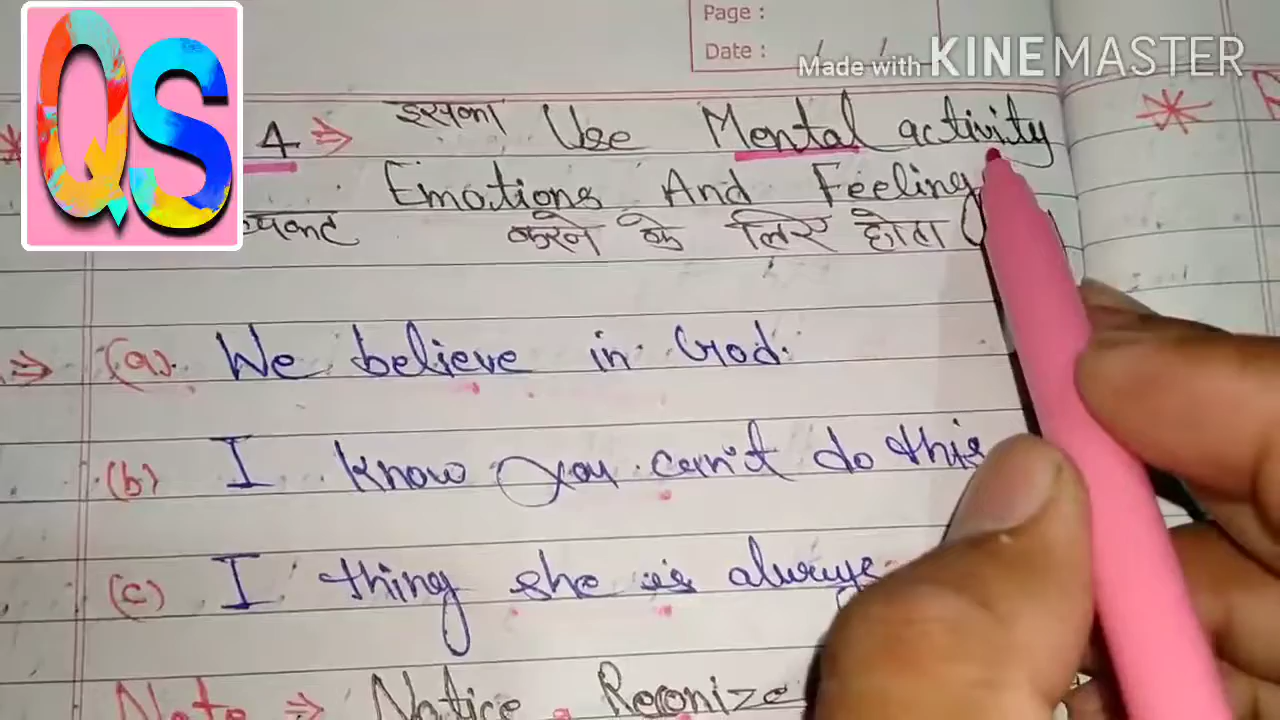 QS
Page :
Date : / /
Made with KINEMASTER
4 ⇒ इसका Use Mental activity
Emotions And Feeling
करने के लिए होता
⇒ (a). We believe in God.
(b) I know you can't do this
(c) I thing she is always
Note ⇒ Notice . Reconize